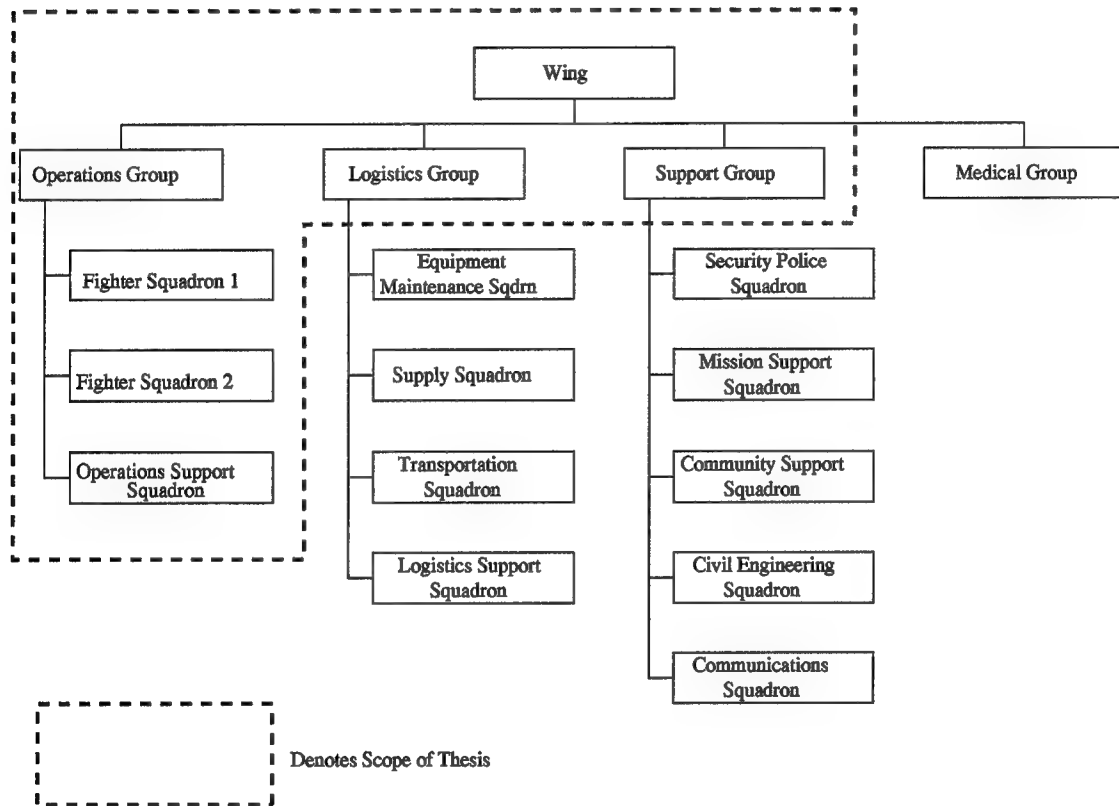 Wing
Operations Group
Logistics Group
Support Group
Medical Group
Fighter Squadron 1
Fighter Squadron 2
Operations Support
Squadron
Equipment
Maintenance Sqdrn
Supply Squadron
Transportation
Squadron
Logistics Support
Squadron
Security Police
Squadron
Mission Support
Squadron
Community Support
Squadron
Civil Engineering
Squadron
Communications
Squadron
Denotes Scope of Thesis